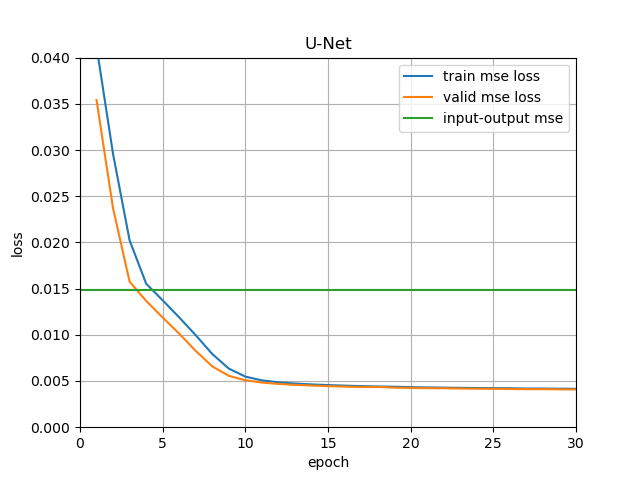 U-Net
0.040
0.035
0.030
0.025
0.020
0.015
0.010
0.005
0.000
loss
train mse loss
valid mse loss
input-output mse
0 5 10 15 20 25 30
epoch